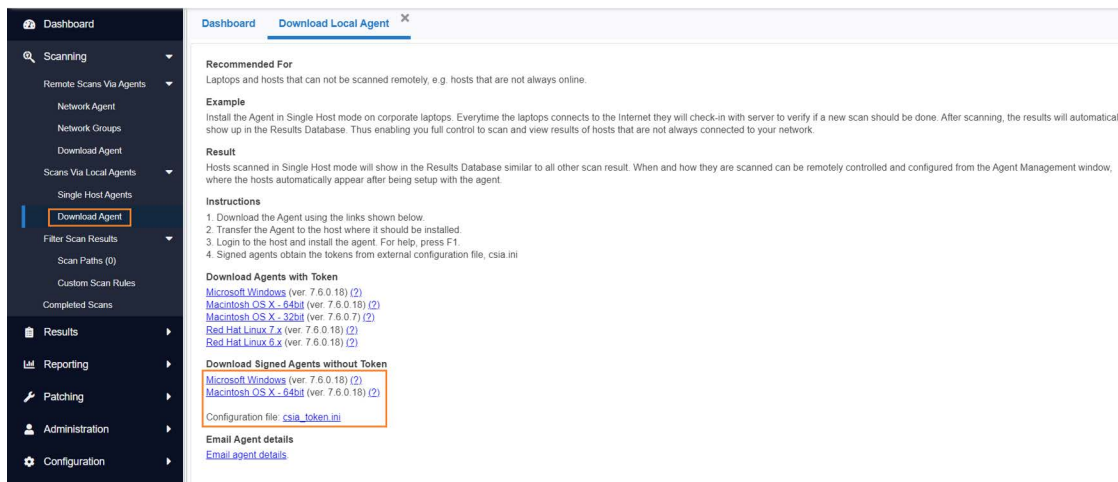 Dashboard
Scanning
Remote Scans Via Agents
Network Agent
Network Groups
Download Agent
Scans Via Local Agents
Single Host Agents
Download Agent
Filter Scan Results
Scan Paths (0)
Custom Scan Rules
Completed Scans
Results
Reporting
Patching
Administration
Configuration
Dashboard Download Local Agent
Recommended For
Laptops and hosts that can not be scanned remotely, e.g. hosts that are not always online.
Example
Install the Agent in Single Host mode on corporate laptops. Everytime the laptops connects to the Internet they will check-in with server to verify if a new scan should be done. After scanning, the results will automatical
show up in the Results Database. Thus enabling you full control to scan and view results of hosts that are not always connected to your network.
Result
Hosts scanned in Single Host mode will show in the Results Database similar to all other scan result. When and how they are scanned can be remotely controlled and configured from the Agent Management window,
where the hosts automatically appear after being setup with the agent.
Instructions
1. Download the Agent using the links shown below.
2. Transfer the Agent to the host where it should be installed.
3. Login to the host and install the agent. For help, press F1.
4. Signed agents obtain the tokens from external configuration file, csia.ini
Download Agents with Token
Microsoft Windows (ver. 7.6.0.18) (?)
Macintosh OS X - 64bit (ver. 7.6.0.18) (?)
Macintosh OS X - 32bit (ver. 7.6.0.7) (?)
Red Hat Linux 7.x (ver. 7.6.0.18) (?)
Red Hat Linux 6.x (ver. 7.6.0.18) (?)
Download Signed Agents without Token
Microsoft Windows (ver. 7.6.0.18) (?)
Macintosh OS X - 64bit (ver. 7.6.0.18) (?)
Configuration file: csia_token.ini
Email Agent details
Email agent details.